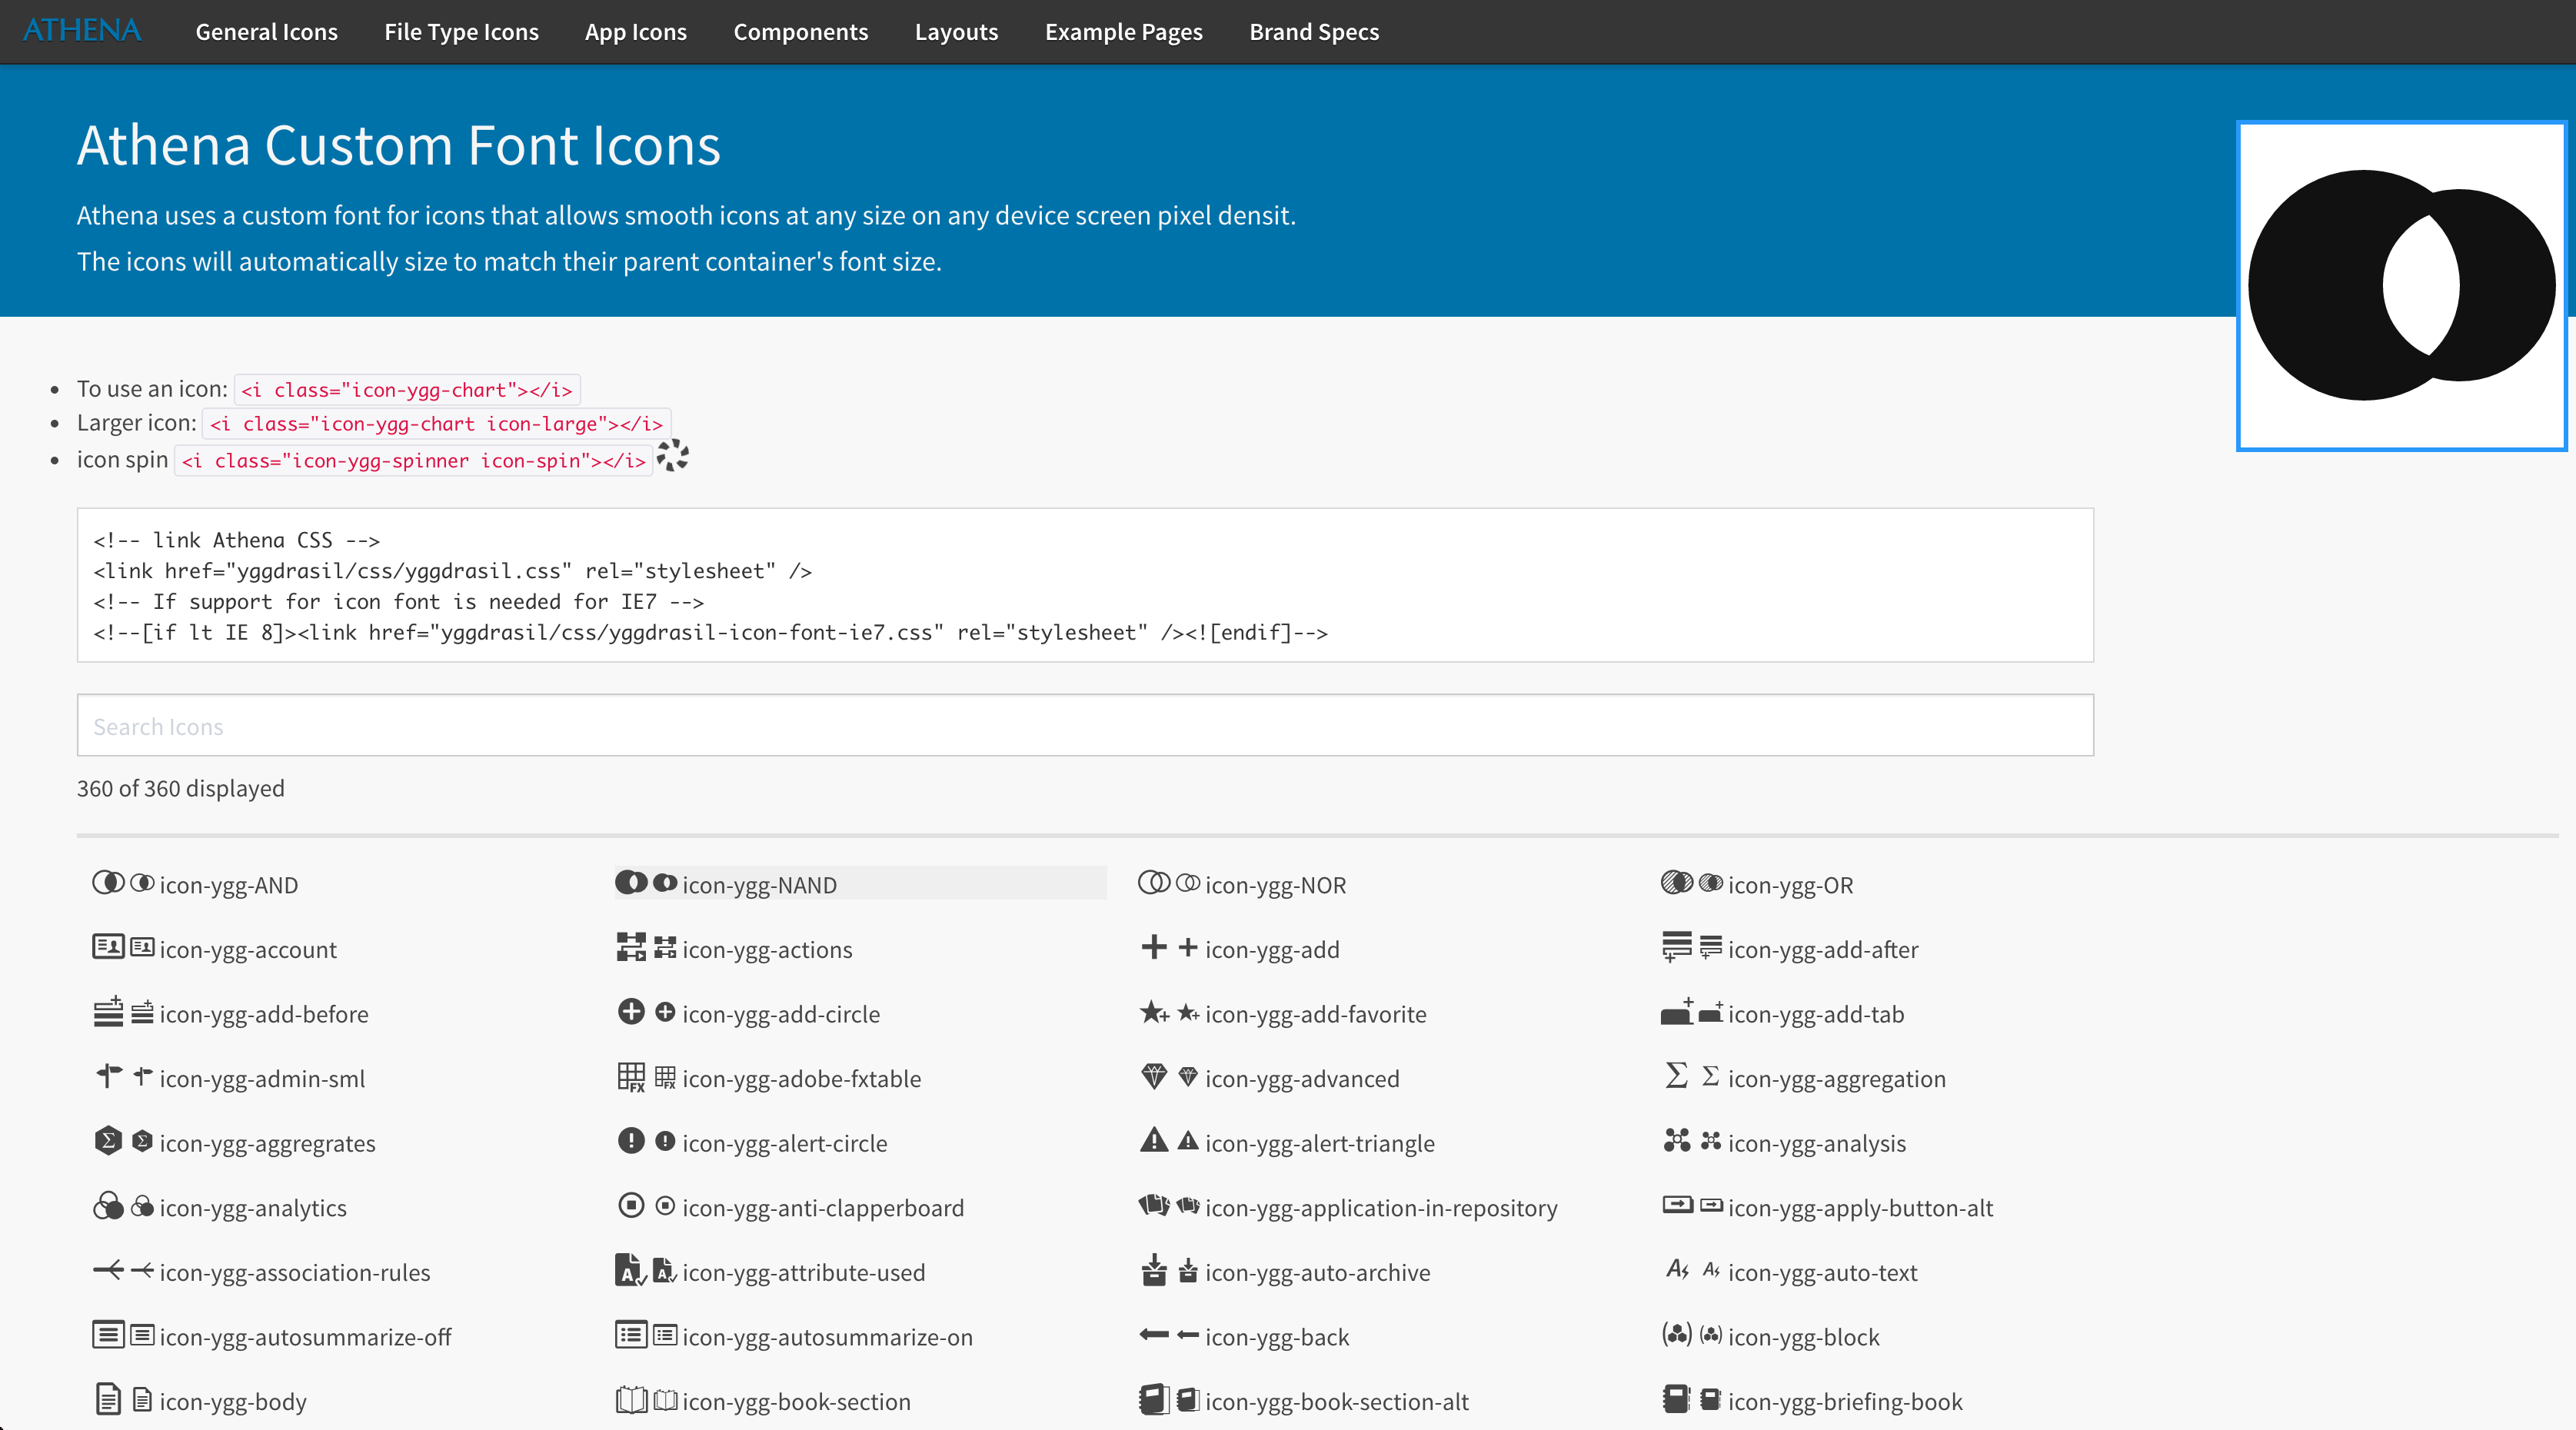 ATHENA General Icons File Type Icons App Icons Components Layouts Example Pages Brand Specs
Athena Custom Font Icons
Athena uses a custom font for icons that allows smooth icons at any size on any device screen pixel densit.
The icons will automatically size to match their parent container's font size.
To use an icon: <i class="icon-ygg-chart"></i>
Larger icon: <i class="icon-ygg-chart icon-large"></i>
icon spin <i class="icon-ygg-spinner icon-spin"></i>
<!-- link Athena CSS -->
<link href="yggdrasil/css/yggdrasil.css" rel="stylesheet" />
<!-- If support for icon font is needed for IE7 -->
<!--[if lt IE 8]><link href="yggdrasil/css/yggdrasil-icon-font-ie7.css" rel="stylesheet" /><![endif]-->
Search Icons
360 of 360 displayed
icon-ygg-AND icon-ygg-NAND icon-ygg-NOR icon-ygg-OR
icon-ygg-account icon-ygg-actions icon-ygg-add icon-ygg-add-after
icon-ygg-add-before icon-ygg-add-circle icon-ygg-add-favorite icon-ygg-add-tab
icon-ygg-admin-sml icon-ygg-adobe-fxtable icon-ygg-advanced icon-ygg-aggregation
icon-ygg-aggregrates icon-ygg-alert-circle icon-ygg-alert-triangle icon-ygg-analysis
icon-ygg-analytics icon-ygg-anti-clapperboard icon-ygg-application-in-repository icon-ygg-apply-button-alt
icon-ygg-association-rules icon-ygg-attribute-used icon-ygg-auto-archive icon-ygg-auto-text
icon-ygg-autosummarize-off icon-ygg-autosummarize-on icon-ygg-back icon-ygg-block
icon-ygg-body icon-ygg-book-section icon-ygg-book-section-alt icon-ygg-briefing-book